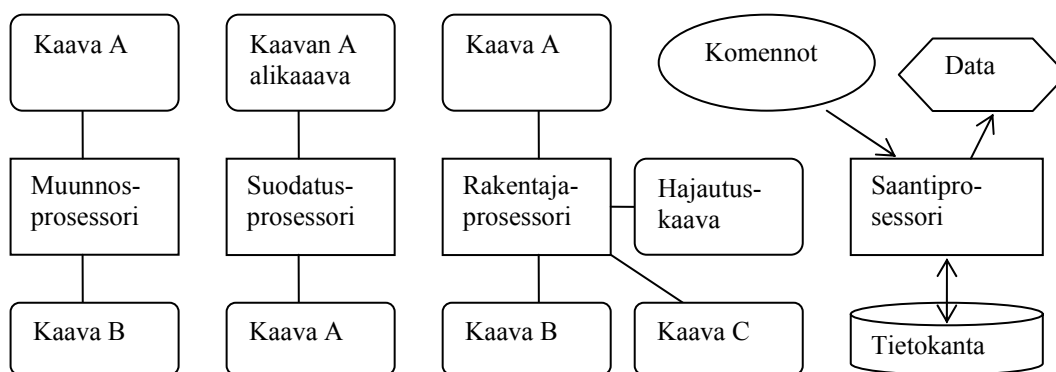 Kaava A
Kaavan A
alikaaava
Kaava A
Komennot
Data
Muunnos-
prosessori
Suodatus-
prosessori
Rakentaja-
prosessori
Hajautus-
kaava
Saantipro-
sessori
Kaava B
Kaava A
Kaava B
Kaava C
Tietokanta